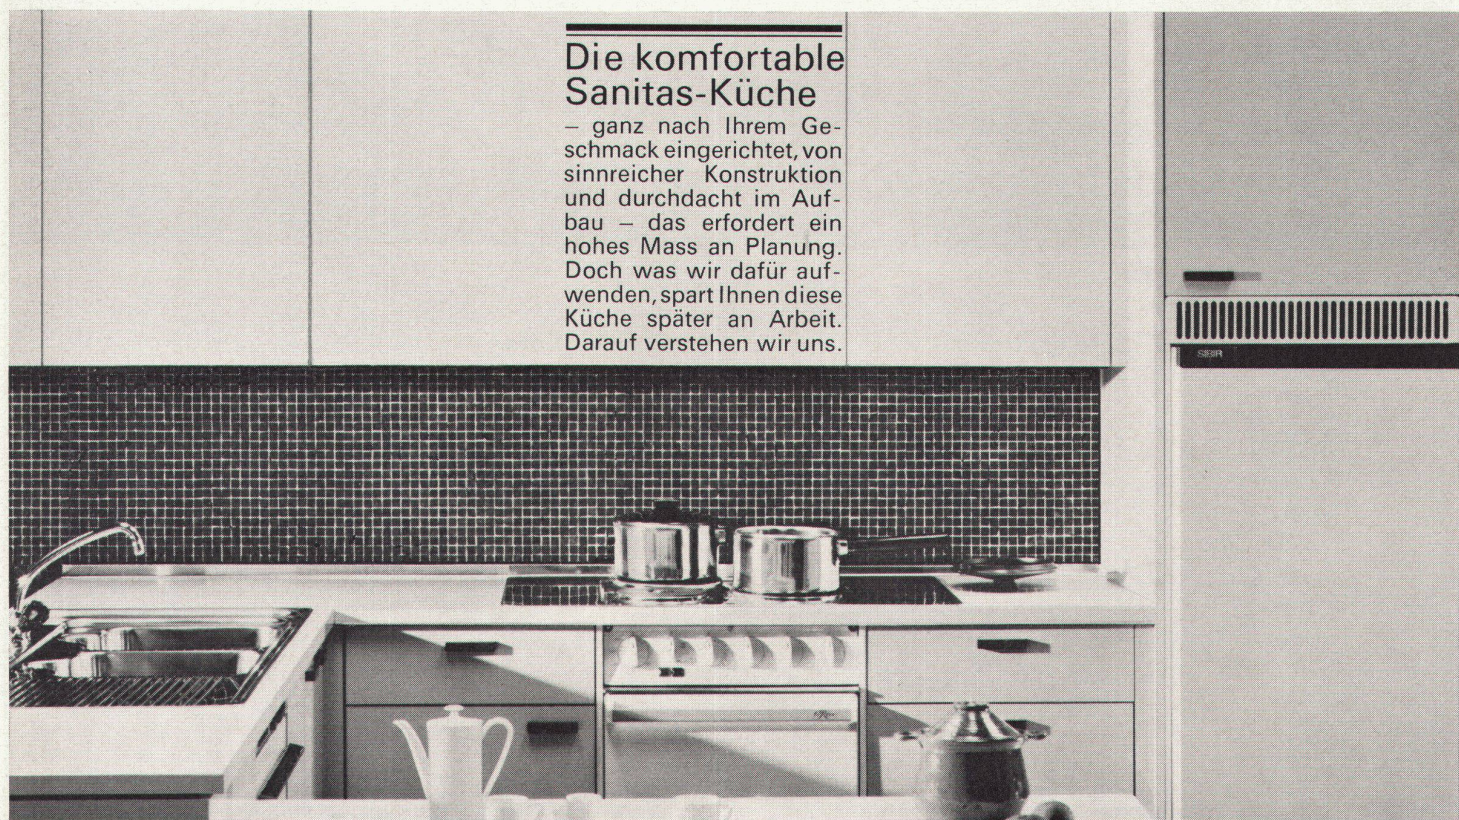 Die komfortable
Sanitas-Küche
– ganz nach Ihrem Ge-
schmack eingerichtet, von
sinnreicher Konstruktion
und durchdacht im Auf-
bau – das erfordert ein
hohes Mass an Planung.
Doch was wir dafür auf-
wenden, spart Ihnen diese
Küche später an Arbeit.
Darauf verstehen wir uns.
SIBIR